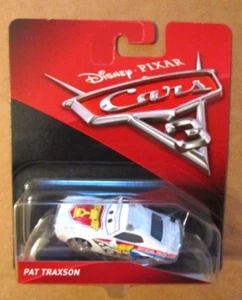 Disney · PIXAR
Cars
3
PAT TRAXSON